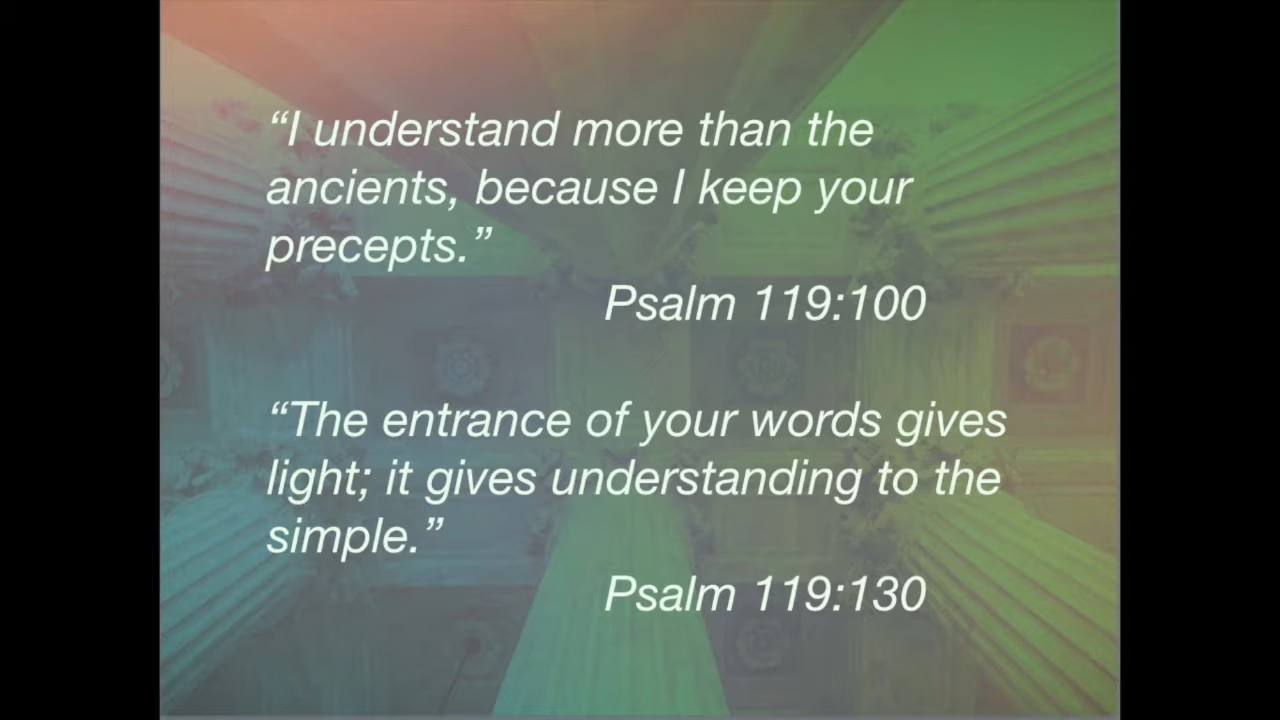 “I understand more than the
ancients, because I keep your
precepts.”
Psalm 119:100
“The entrance of your words gives
light; it gives understanding to the
simple.”
Psalm 119:130